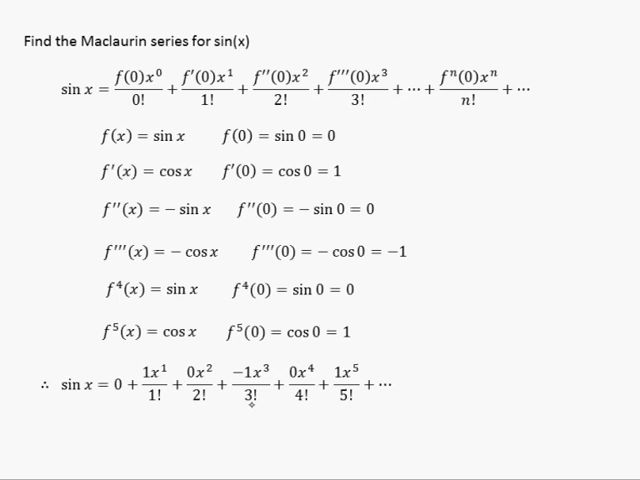 Find the Maclaurin series for sin(x)
sin x = f(0)x⁰/0! + f′(0)x¹/1! + f″(0)x²/2! + f‴(0)x³/3! + ⋯ + fⁿ(0)xⁿ/n! + ⋯
f(x) = sin x f(0) = sin 0 = 0
f′(x) = cos x f′(0) = cos 0 = 1
f″(x) = − sin x f″(0) = − sin 0 = 0
f‴(x) = − cos x f‴(0) = − cos 0 = −1
f⁴(x) = sin x f⁴(0) = sin 0 = 0
f⁵(x) = cos x f⁵(0) = cos 0 = 1
∴ sin x = 0 + 1x¹/1! + 0x²/2! + −1x³/3! + 0x⁴/4! + 1x⁵/5! + ⋯